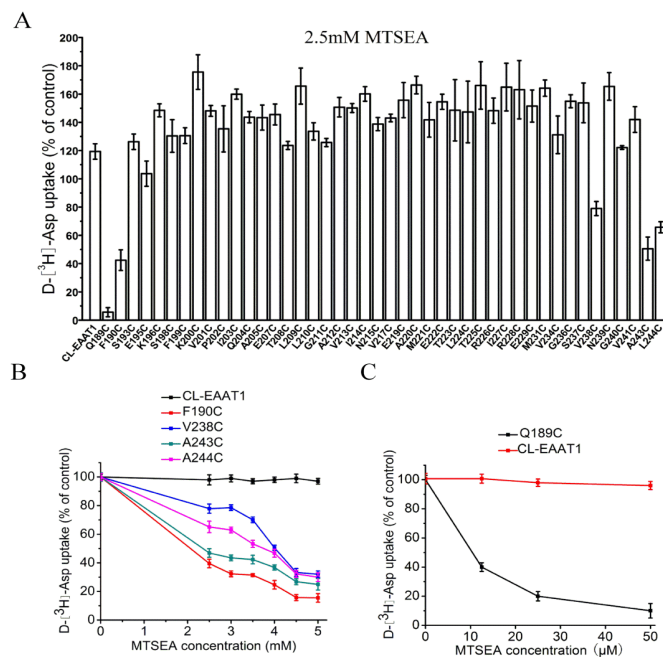 A
2.5mM MTSEA
D-[³H]-Asp uptake (% of control)
200
180
160
140
120
100
80
60
40
20
0
CL-EAAT1
Q189C
F190C
S193C
E195C
K196C
S198C
F199C
K200C
P201C
P202C
I203C
Q204C
A205C
E207C
T208C
L209C
L210C
G211C
A212C
V213C
I214C
N215C
V217C
E219C
A220C
M221C
E222C
T223C
L224C
T225C
R226C
I227C
R228C
E229C
M231C
V234C
G236C
S237C
V238C
N239C
G240C
V241C
A243C
L244C
B
CL-EAAT1
F190C
V238C
A243C
A244C
D-[³H]-Asp uptake (% of control)
100
80
60
40
20
0
0 1 2 3 4 5
MTSEA concentration (mM)
C
Q189C
CL-EAAT1
D-[³H]-Asp uptake (% of control)
100
80
60
40
20
0
0 10 20 30 40 50
MTSEA concentration (μM)